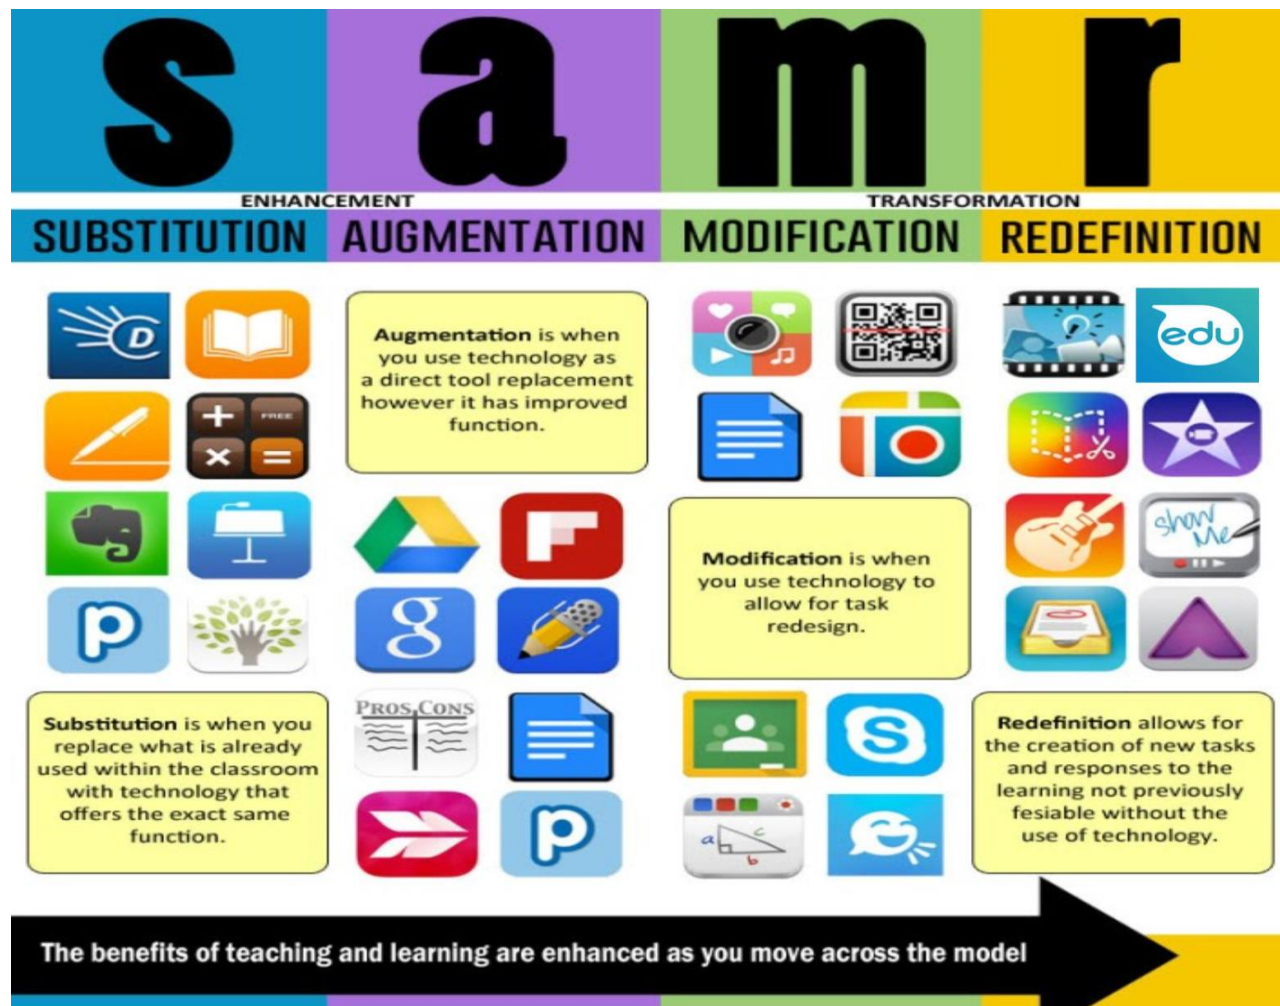 s a m r
ENHANCEMENT TRANSFORMATION
SUBSTITUTION AUGMENTATION MODIFICATION REDEFINITION
D
FREE
+
×
=
p
Substitution is when you
replace what is already
used within the classroom
with technology that
offers the exact same
function.
Augmentation is when
you use technology as
a direct tool replacement
however it has improved
function.
F
g
PROS CONS
p
Modification is when
you use technology to
allow for task
redesign.
S
a
c
b
edu
Show
Me
Redefinition allows for
the creation of new tasks
and responses to the
learning not previously
fesiable without the
use of technology.
The benefits of teaching and learning are enhanced as you move across the model